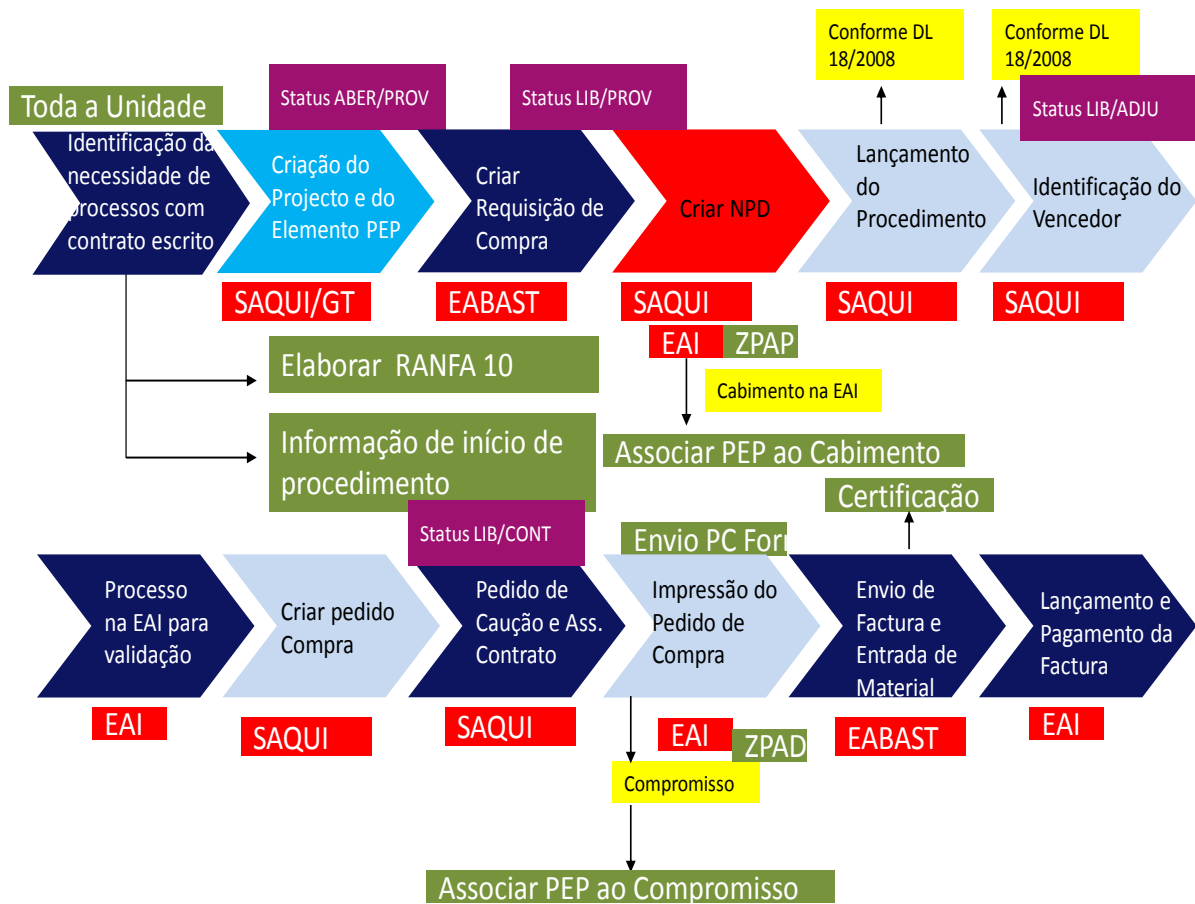 Conforme DL
18/2008
Conforme DL
18/2008
Toda a Unidade
Status ABER/PROV
Status LIB/PROV
Status LIB/ADJU
Identificação da
necessidade de
processos com
contrato escrito
Criação do
Projecto e do
Elemento PEP
Criar
Requisição de
Compra
Criar NPD
Lançamento
do
Procedimento
Identificação do
Vencedor
SAQUI/GT
EABAST
SAQUI
SAQUI
SAQUI
EAI
ZPAP
Elaborar RANFA 10
Cabimento na EAI
Informação de início de
procedimento
Associar PEP ao Cabimento
Certificação
Status LIB/CONT
Envio PC
Processo
na EAI para
validação
Criar pedido
Compra
Pedido de
Caução e Ass.
Contrato
Impressão do
Pedido de
Compra
Envio de
Factura e
Entrada de
Material
Lançamento e
Pagamento da
Factura
EAI
SAQUI
SAQUI
EAI
ZPAD
EABAST
EAI
Compromisso
Associar PEP ao Compromisso